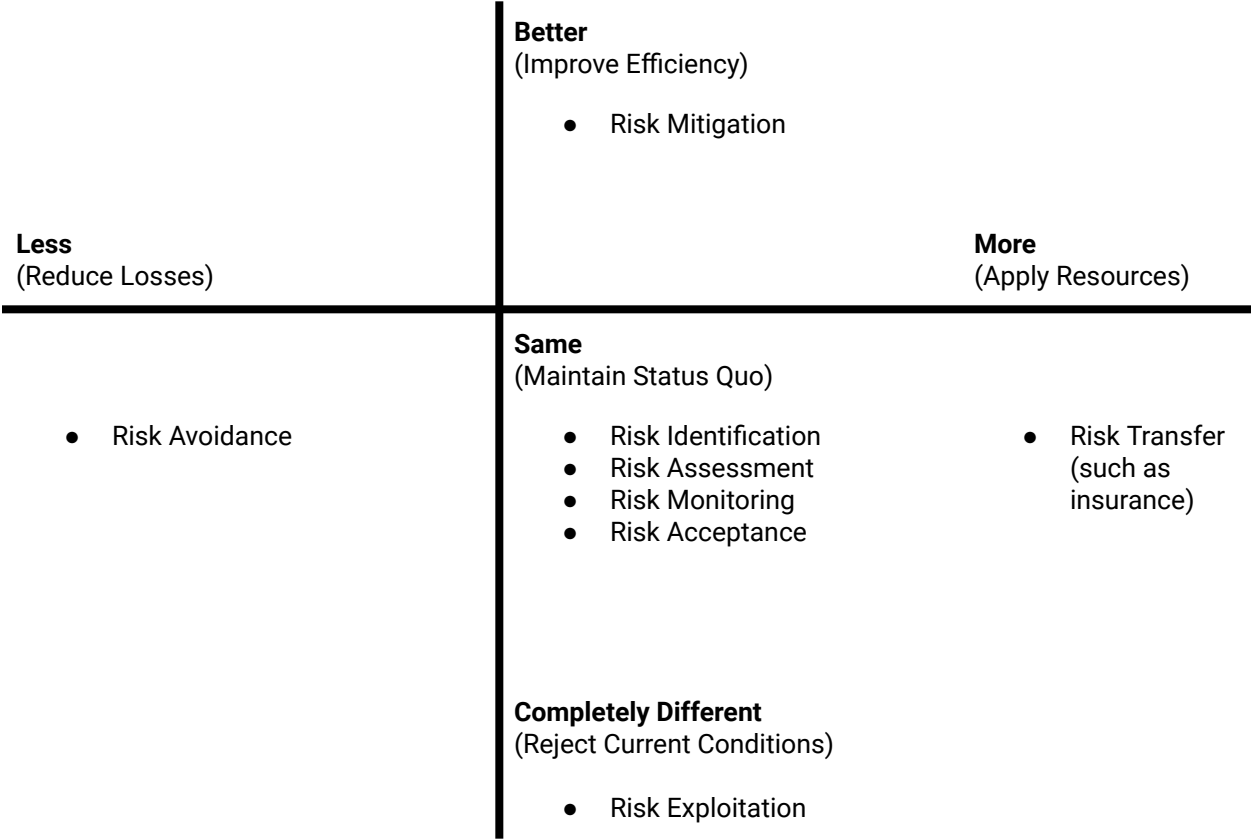 Better
(Improve Efficiency)
● Risk Mitigation
Less
(Reduce Losses)
More
(Apply Resources)
Same
(Maintain Status Quo)
● Risk Avoidance
● Risk Identification
● Risk Assessment
● Risk Monitoring
● Risk Acceptance
● Risk Transfer
(such as
insurance)
Completely Different
(Reject Current Conditions)
● Risk Exploitation